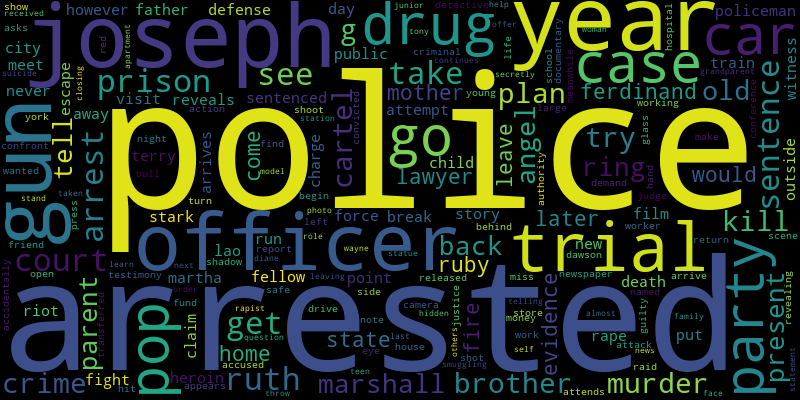 show
received
however
father
defense
joseph
drug
year
policeman
asks
junior
detective
help
day
car
city
meet
red
apartment
tony
offer
life
woman
documentary
hospital
meanwhile
g
criminal
continues
case
never
escape
closing
suicide
prison
public
see
take
secretly
school
grandparent
train
witness
visit
reveals
mother
young
plan
ferdinand
old
working
york
gun
tell
away
sentenced
shoot
attempt
large
conference
confront
arrest
action
station
cartel
convicted
go
angel
glass
make
sentence
wanted
night
arrives
come
find
charge
child
leave
authority
try
outside
stand
press
terry
police
lawyer
ring
would
taken
bull
model
begin
demand
hand
judge
turn
photo
stark
force
break
story
later
film
kill
friend
officer
left
role
behind
worker
scene
court
lao
shadow
run
report
diane
wayne
statue
back
trial
new
dawson
return
learn
testimony
next
martha
leaving
point
ruby
miss
newspaper
arrive
open
accidentally
riot
parent
transferred
fellow
released
telling
death
named
party
present
revealing
arrested
order
fund
safe
side
camera
hidden
justice
store
evidence
guilty
pop
claim
rapist
get
drive
note
state
last
fire
money
almost
family
question
home
eye
house
others
work
rape
put
heroin
accused
shot
self
attack
news
crime
fight
hit
appears
ruth
throw
teen
marshall
smuggling
brother
attends
raid
murder
face
statement